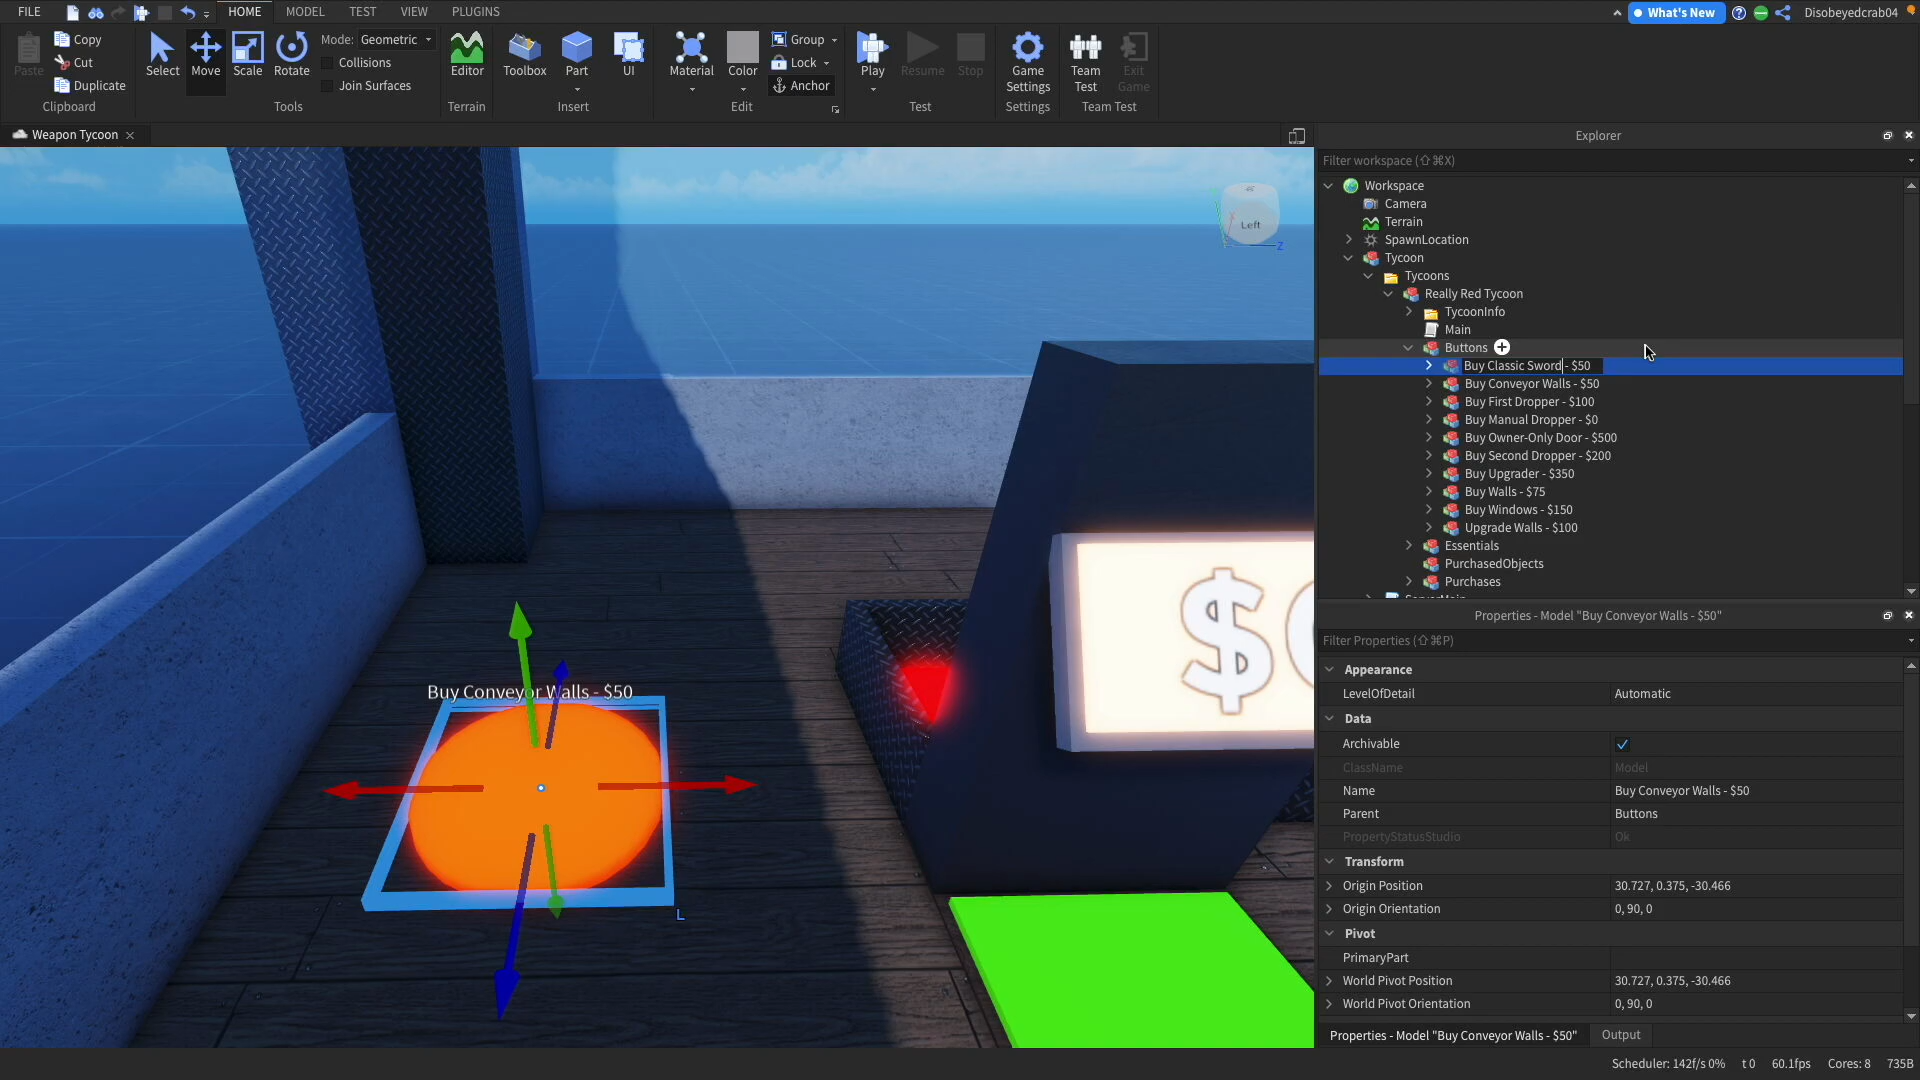 FILE
HOME
MODEL
TEST
VIEW
PLUGINS
What's New
Disobeyedcrab04
Paste
Copy
Cut
Duplicate
Clipboard
Select
Move
Scale
Rotate
Mode: Geometric
Collisions
Join Surfaces
Tools
Editor
Terrain
Toolbox
Part
UI
Insert
Material
Color
Group
Lock
Anchor
Edit
Play
Resume
Stop
Test
Game
Settings
Settings
Team
Test
Exit
Game
Team Test
Weapon Tycoon
Left
Z
Buy Conveyor Walls - $50
$
L
Explorer
Filter workspace (⇧⌘X)
Workspace
Camera
Terrain
SpawnLocation
Tycoon
Tycoons
Really Red Tycoon
TycoonInfo
Main
Buttons
Buy Classic Sword - $50
Buy Conveyor Walls - $50
Buy First Dropper - $100
Buy Manual Dropper - $0
Buy Owner-Only Door - $500
Buy Second Dropper - $200
Buy Upgrader - $350
Buy Walls - $75
Buy Windows - $150
Upgrade Walls - $100
Essentials
PurchasedObjects
Purchases
Properties - Model "Buy Conveyor Walls - $50"
Filter Properties (⇧⌘P)
Appearance
LevelOfDetail Automatic
Data
Archivable
ClassName Model
Name Buy Conveyor Walls - $50
Parent Buttons
PropertyStatusStudio Ok
Transform
Origin Position 30.727, 0.375, -30.466
Origin Orientation 0, 90, 0
Pivot
PrimaryPart
World Pivot Position 30.727, 0.375, -30.466
World Pivot Orientation 0, 90, 0
Properties - Model "Buy Conveyor Walls - $50"
Output
Scheduler: 142f/s 0% t 0 60.1fps Cores: 8 735B